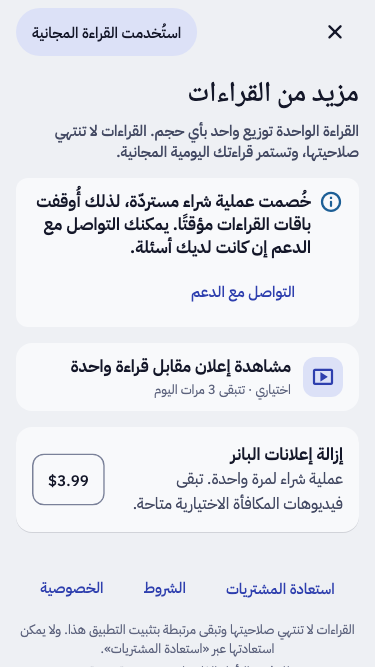 استُخدمت القراءة المجانية
مزيد من القراءات
القراءة الواحدة توزيع واحد بأي حجم. القراءات لا تنتهي
صلاحيتها، وتستمر قراءتك اليومية المجانية.
خُصمت عملية شراء مستردّة، لذلك أُوقفت
باقات القراءات مؤقتًا. يمكنك التواصل مع
الدعم إن كانت لديك أسئلة.
التواصل مع الدعم
مشاهدة إعلان مقابل قراءة واحدة
اختياري · تتبقى 3 مرات اليوم
إزالة إعلانات البانر
عملية شراء لمرة واحدة. تبقى
فيديوهات المكافأة الاختيارية متاحة.
$3.99
استعادة المشتريات
الشروط
الخصوصية
القراءات لا تنتهي صلاحيتها وتبقى مرتبطة بتثبيت التطبيق هذا. ولا يمكن
استعادتها عبر «استعادة المشتريات».